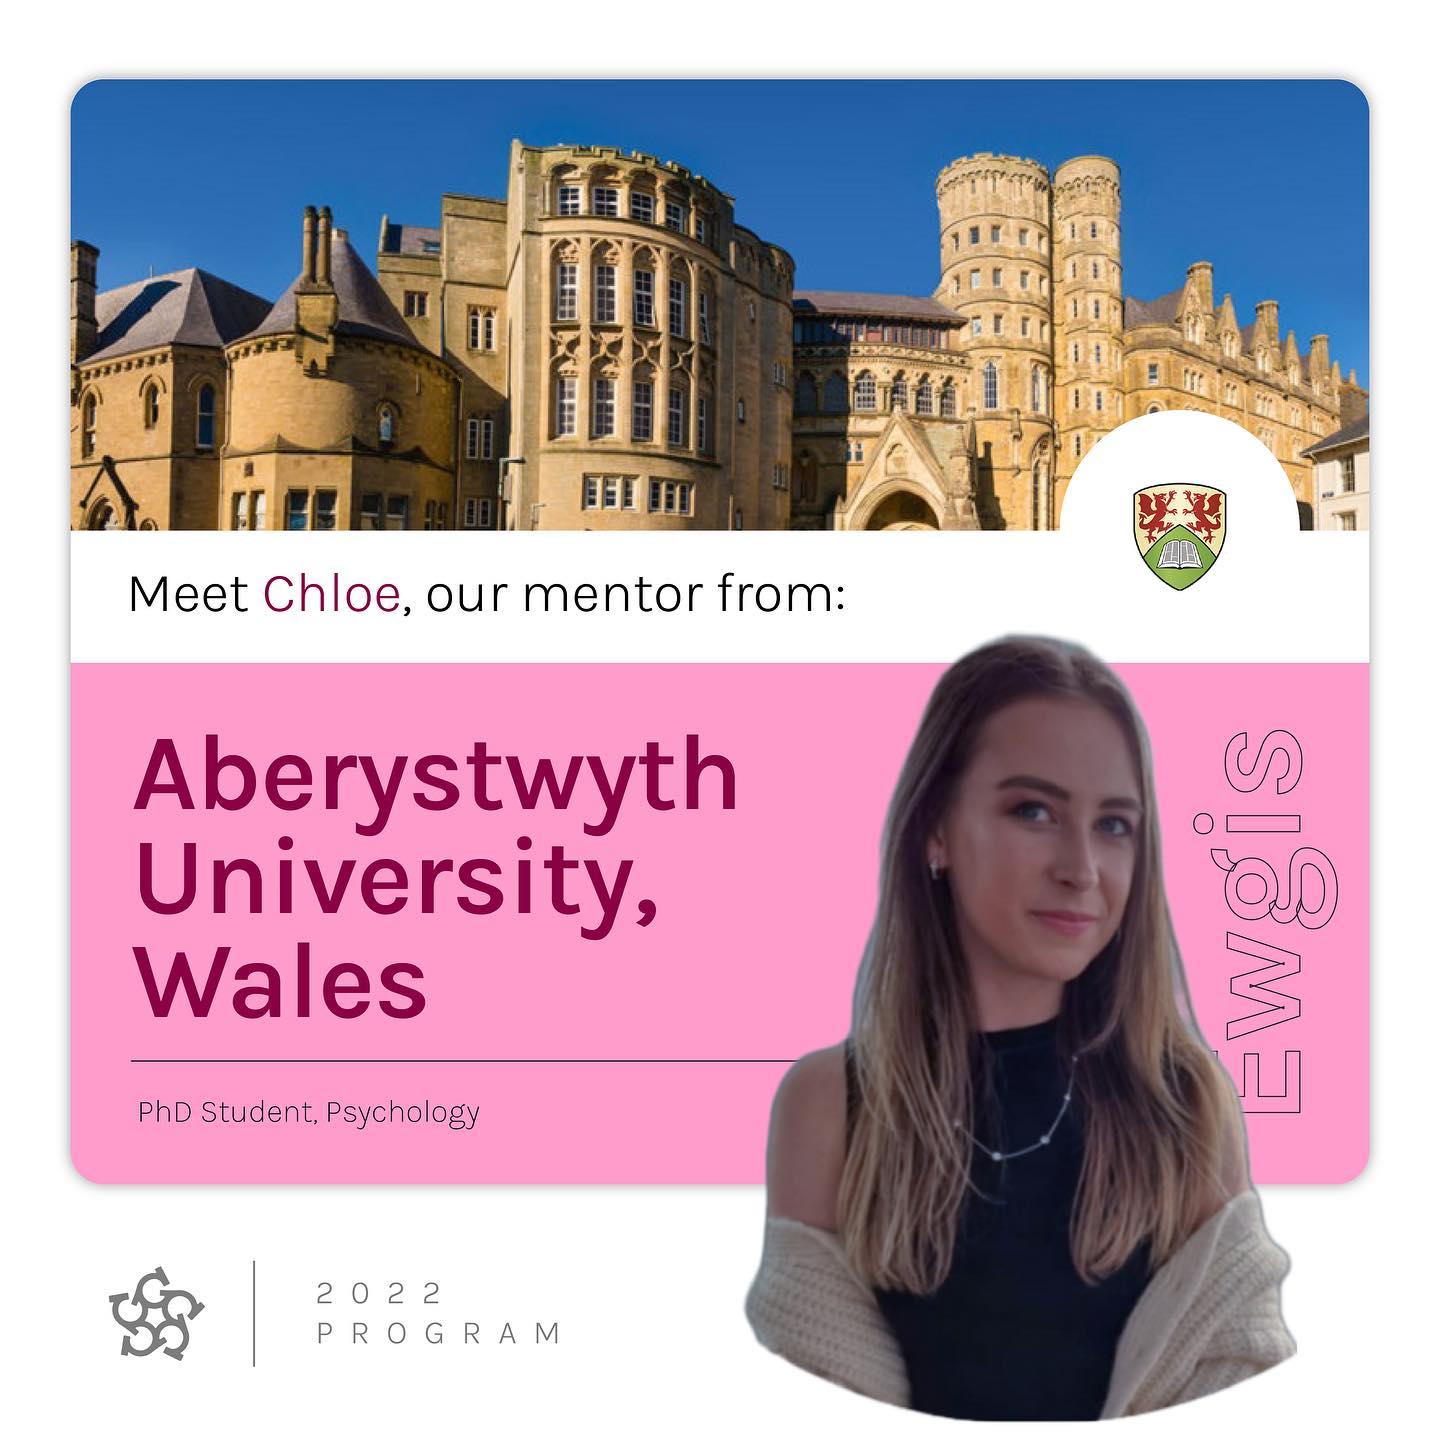 Meet Chloe, our mentor from:
Aberystwyth
University,
Wales
PhD Student, Psychology
Ewgis
2022
PROGRAM